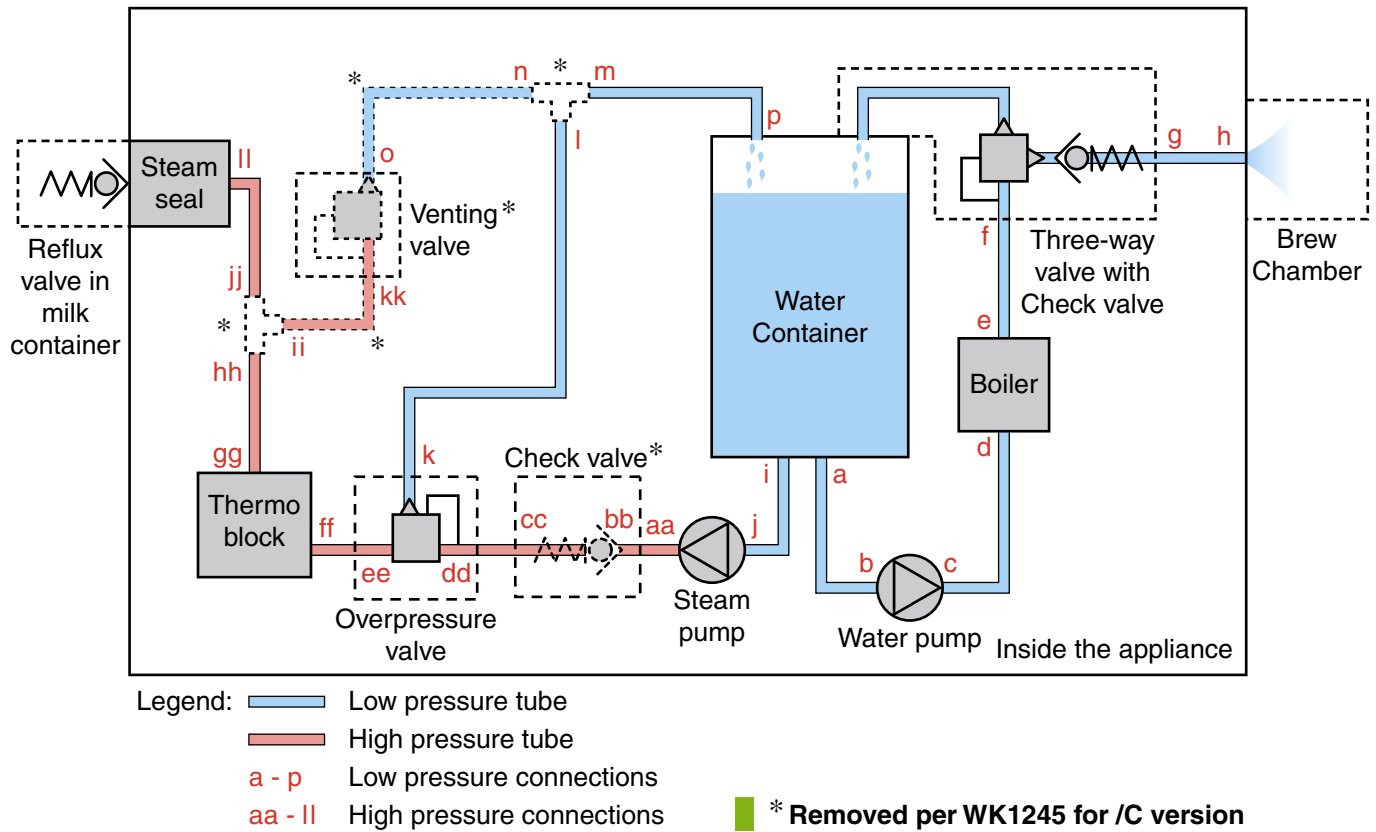 *
n
*
m
p
l
g
h
o
Steam
seal
ll
Venting*
valve
Reflux
valve in
milk
container
jj
*
ii
*
kk
hh
f
Three-way
valve with
Check valve
Brew
Chamber
Water
Container
e
Boiler
d
gg
k
Check valve*
i
a
Thermo
block
ff
ee
dd
cc
bb
aa
j
b
c
Overpressure
valve
Steam
pump
Water pump
Inside the appliance
Legend:
Low pressure tube
High pressure tube
a - p Low pressure connections
aa - ll High pressure connections
* Removed per WK1245 for /C version